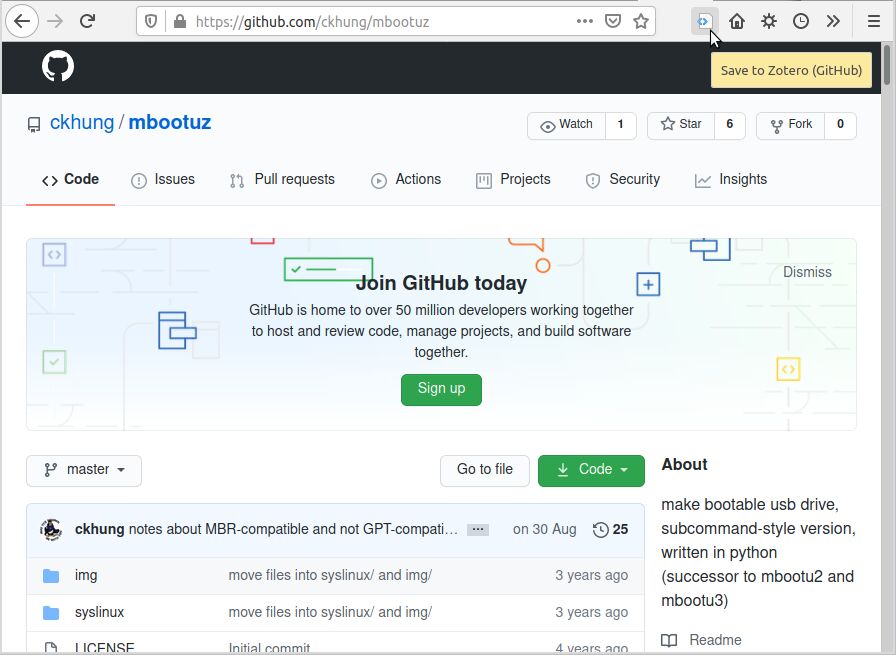 https://github.com/ckhung/mbootuz
Save to Zotero (GitHub)
ckhung / mbootuz
Watch 1
Star 6
Fork 0
Code
Issues
Pull requests
Actions
Projects
Security
Insights
Dismiss
Join GitHub today
GitHub is home to over 50 million developers working together
to host and review code, manage projects, and build software
together.
Sign up
master
Go to file
Code
ckhung notes about MBR-compatible and not GPT-compati… on 30 Aug 25
img move files into syslinux/ and img/ 3 years ago
syslinux move files into syslinux/ and img/ 3 years ago
LICENSE Initial commit 4 years ago
About
make bootable usb drive,
subcommand-style version,
written in python
(successor to mbootu2 and
mbootu3)
Readme